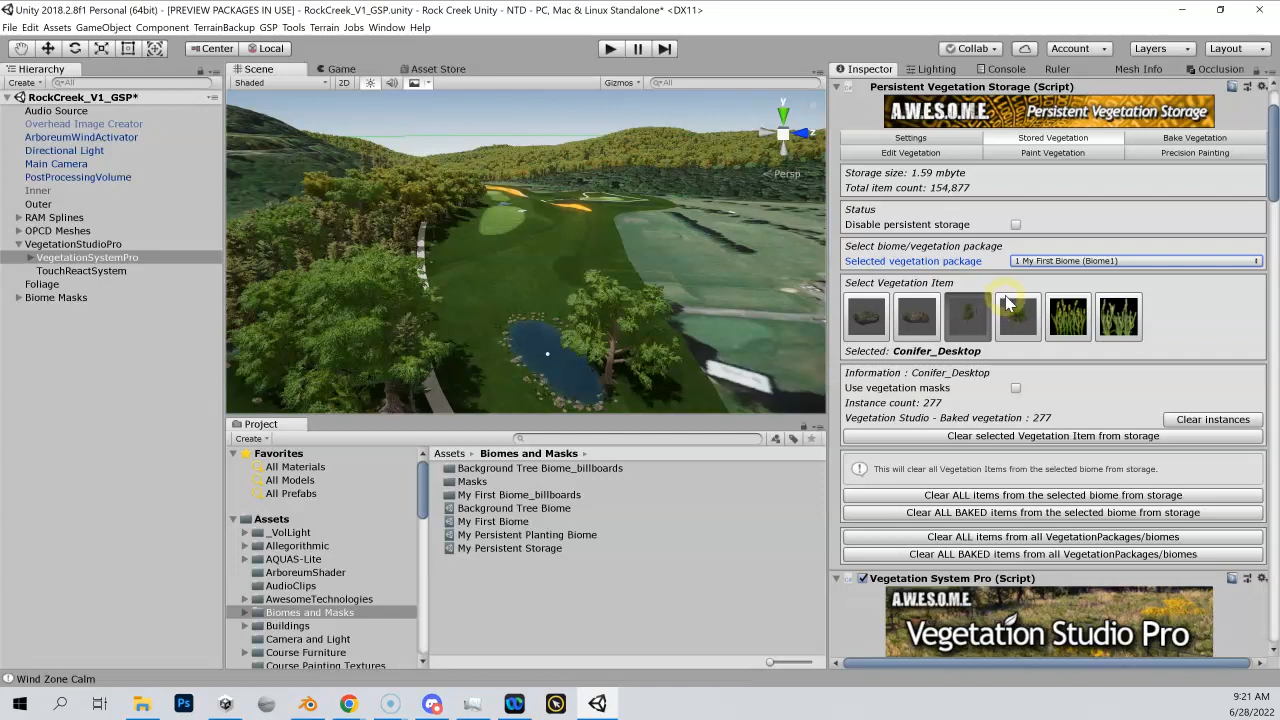 Unity 2018.2.8f1 Personal (64bit) - [PREVIEW PACKAGES IN USE] - RockCreek_V1_GSP.unity - Rock Creek Unity - NTD - PC, Mac & Linux Standalone* <DX11>
File Edit Assets GameObject Component TerrainBackup GSP Tools Terrain Jobs Window Help
Center Local Collab Account Layers Layout
Hierarchy
Create All
RockCreek_V1_GSP*
Audio Source
Overhead Image Creator
ArboreumWindActivator
Directional Light
Main Camera
PostProcessingVolume
Inner
Outer
RAM Splines
OPCD Meshes
VegetationStudioPro
VegetationSystemPro
TouchReactSystem
Foliage
Biome Masks
Scene Game Asset Store
Shaded 2D Gizmos All
y
z
Persp
Project
Create
Favorites
All Materials
All Models
All Prefabs
Assets
_VolLight
Allegorithmic
AQUAS-Lite
ArboreumShader
AudioClips
AwesomeTechnologies
Biomes and Masks
Buildings
Camera and Light
Course Furniture
Course Painting Textures
Assets Biomes and Masks
Background Tree Biome_billboards
Masks
My First Biome_billboards
Background Tree Biome
My First Biome
My Persistent Planting Biome
My Persistent Storage
Inspector Lighting Console Ruler Mesh Info Occlusion
Persistent Vegetation Storage (Script)
A.W.E.S.O.M.E. Persistent Vegetation Storage
Settings Stored Vegetation Bake Vegetation
Edit Vegetation Paint Vegetation Precision Painting
Storage size: 1.59 mbyte
Total item count: 154,877
Status
Disable persistent storage
Select biome/vegetation package
Selected vegetation package 1 My First Biome (Biome1)
Select Vegetation Item
Selected: Conifer_Desktop
Information : Conifer_Desktop
Use vegetation masks
Instance count: 277
Vegetation Studio - Baked vegetation : 277 Clear instances
Clear selected Vegetation Item from storage
This will clear all Vegetation Items from the selected biome from storage.
Clear ALL items from the selected biome from storage
Clear ALL BAKED items from the selected biome from storage
Clear ALL items from all VegetationPackages/biomes
Clear ALL BAKED items from all VegetationPackages/biomes
Vegetation System Pro (Script)
A.W.E.S.O.M.E.
Vegetation Studio Pro
Wind Zone Calm
9:21 AM
6/28/2022